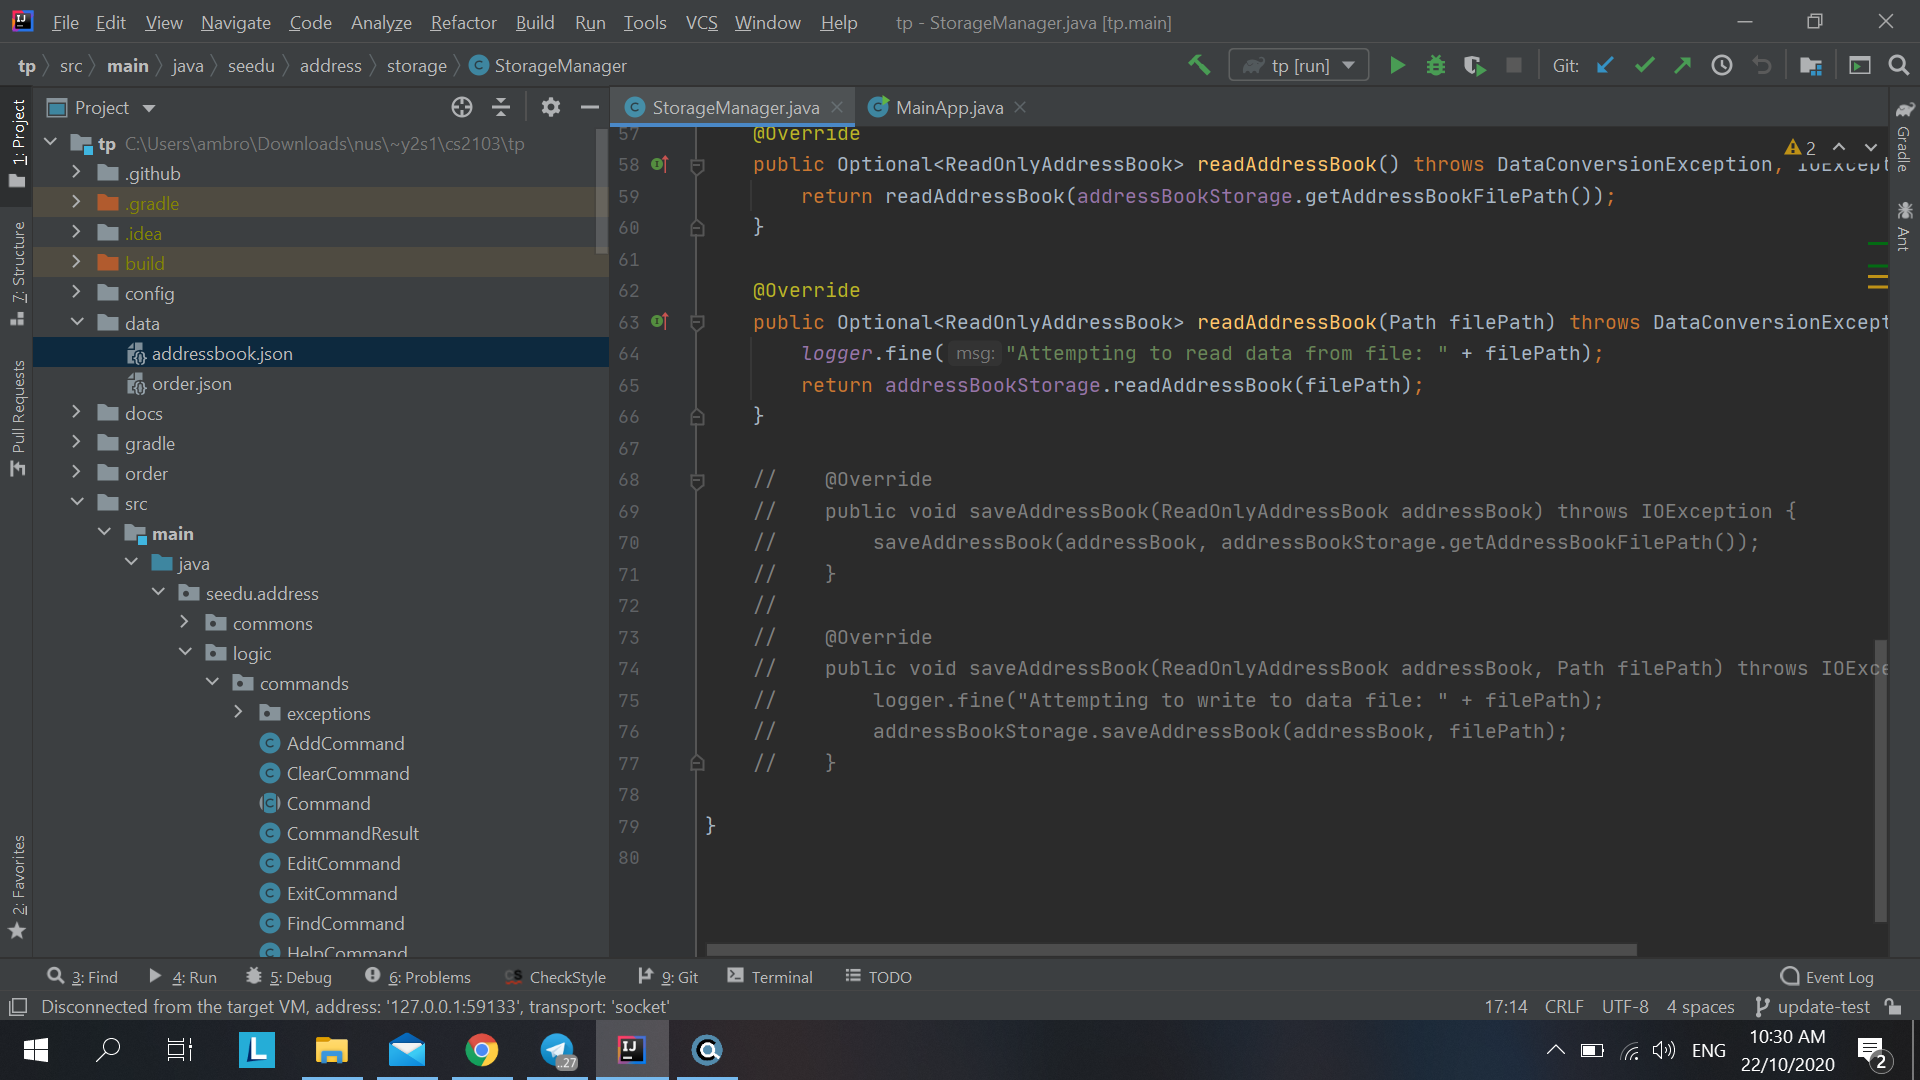 File Edit View Navigate Code Analyze Refactor Build Run Tools VCS Window Help tp - StorageManager.java [tp.main]
tp src main java seedu address storage StorageManager tp [run] Git:
Project StorageManager.java MainApp.java
1: Project
7: Structure
Pull Requests
2: Favorites
tp C:\Users\ambro\Downloads\nus\~y2s1\cs2103\tp
.github
.gradle
.idea
build
config
data
addressbook.json
order.json
docs
gradle
order
src
main
java
seedu.address
commons
logic
commands
exceptions
AddCommand
ClearCommand
Command
CommandResult
EditCommand
ExitCommand
FindCommand
HelpCommand
57 @Override
58 public Optional<ReadOnlyAddressBook> readAddressBook() throws DataConversionException, IOExcept
59 return readAddressBook(addressBookStorage.getAddressBookFilePath());
60 }
61
62 @Override
63 public Optional<ReadOnlyAddressBook> readAddressBook(Path filePath) throws DataConversionExcept
64 logger.fine( msg: "Attempting to read data from file: " + filePath);
65 return addressBookStorage.readAddressBook(filePath);
66 }
67
68 // @Override
69 // public void saveAddressBook(ReadOnlyAddressBook addressBook) throws IOException {
70 // saveAddressBook(addressBook, addressBookStorage.getAddressBookFilePath());
71 // }
72 //
73 // @Override
74 // public void saveAddressBook(ReadOnlyAddressBook addressBook, Path filePath) throws IOExce
75 // logger.fine("Attempting to write to data file: " + filePath);
76 // addressBookStorage.saveAddressBook(addressBook, filePath);
77 // }
78
79 }
80
2
Gradle
Ant
3: Find 4: Run 5: Debug 6: Problems CheckStyle 9: Git Terminal TODO Event Log
Disconnected from the target VM, address: '127.0.0.1:59133', transport: 'socket' 17:14 CRLF UTF-8 4 spaces update-test
L ..27 IJ ENG 10:30 AM
22/10/2020 2